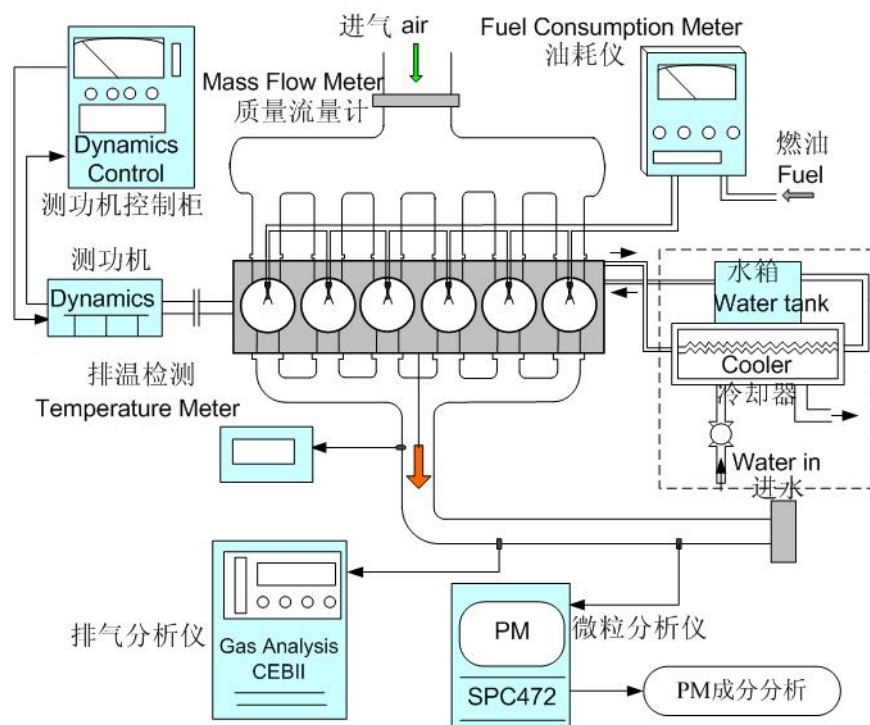 进气 air
Fuel Consumption Meter
油耗仪
Mass Flow Meter
质量流量计
Dynamics
Control
测功机控制柜
燃油
Fuel
测功机
Dynamics
水箱
Water tank
Cooler
冷却器
排温检测
Temperature Meter
Water in
进水
排气分析仪
Gas Analysis
CEBII
PM
微粒分析仪
SPC472
PM成分分析